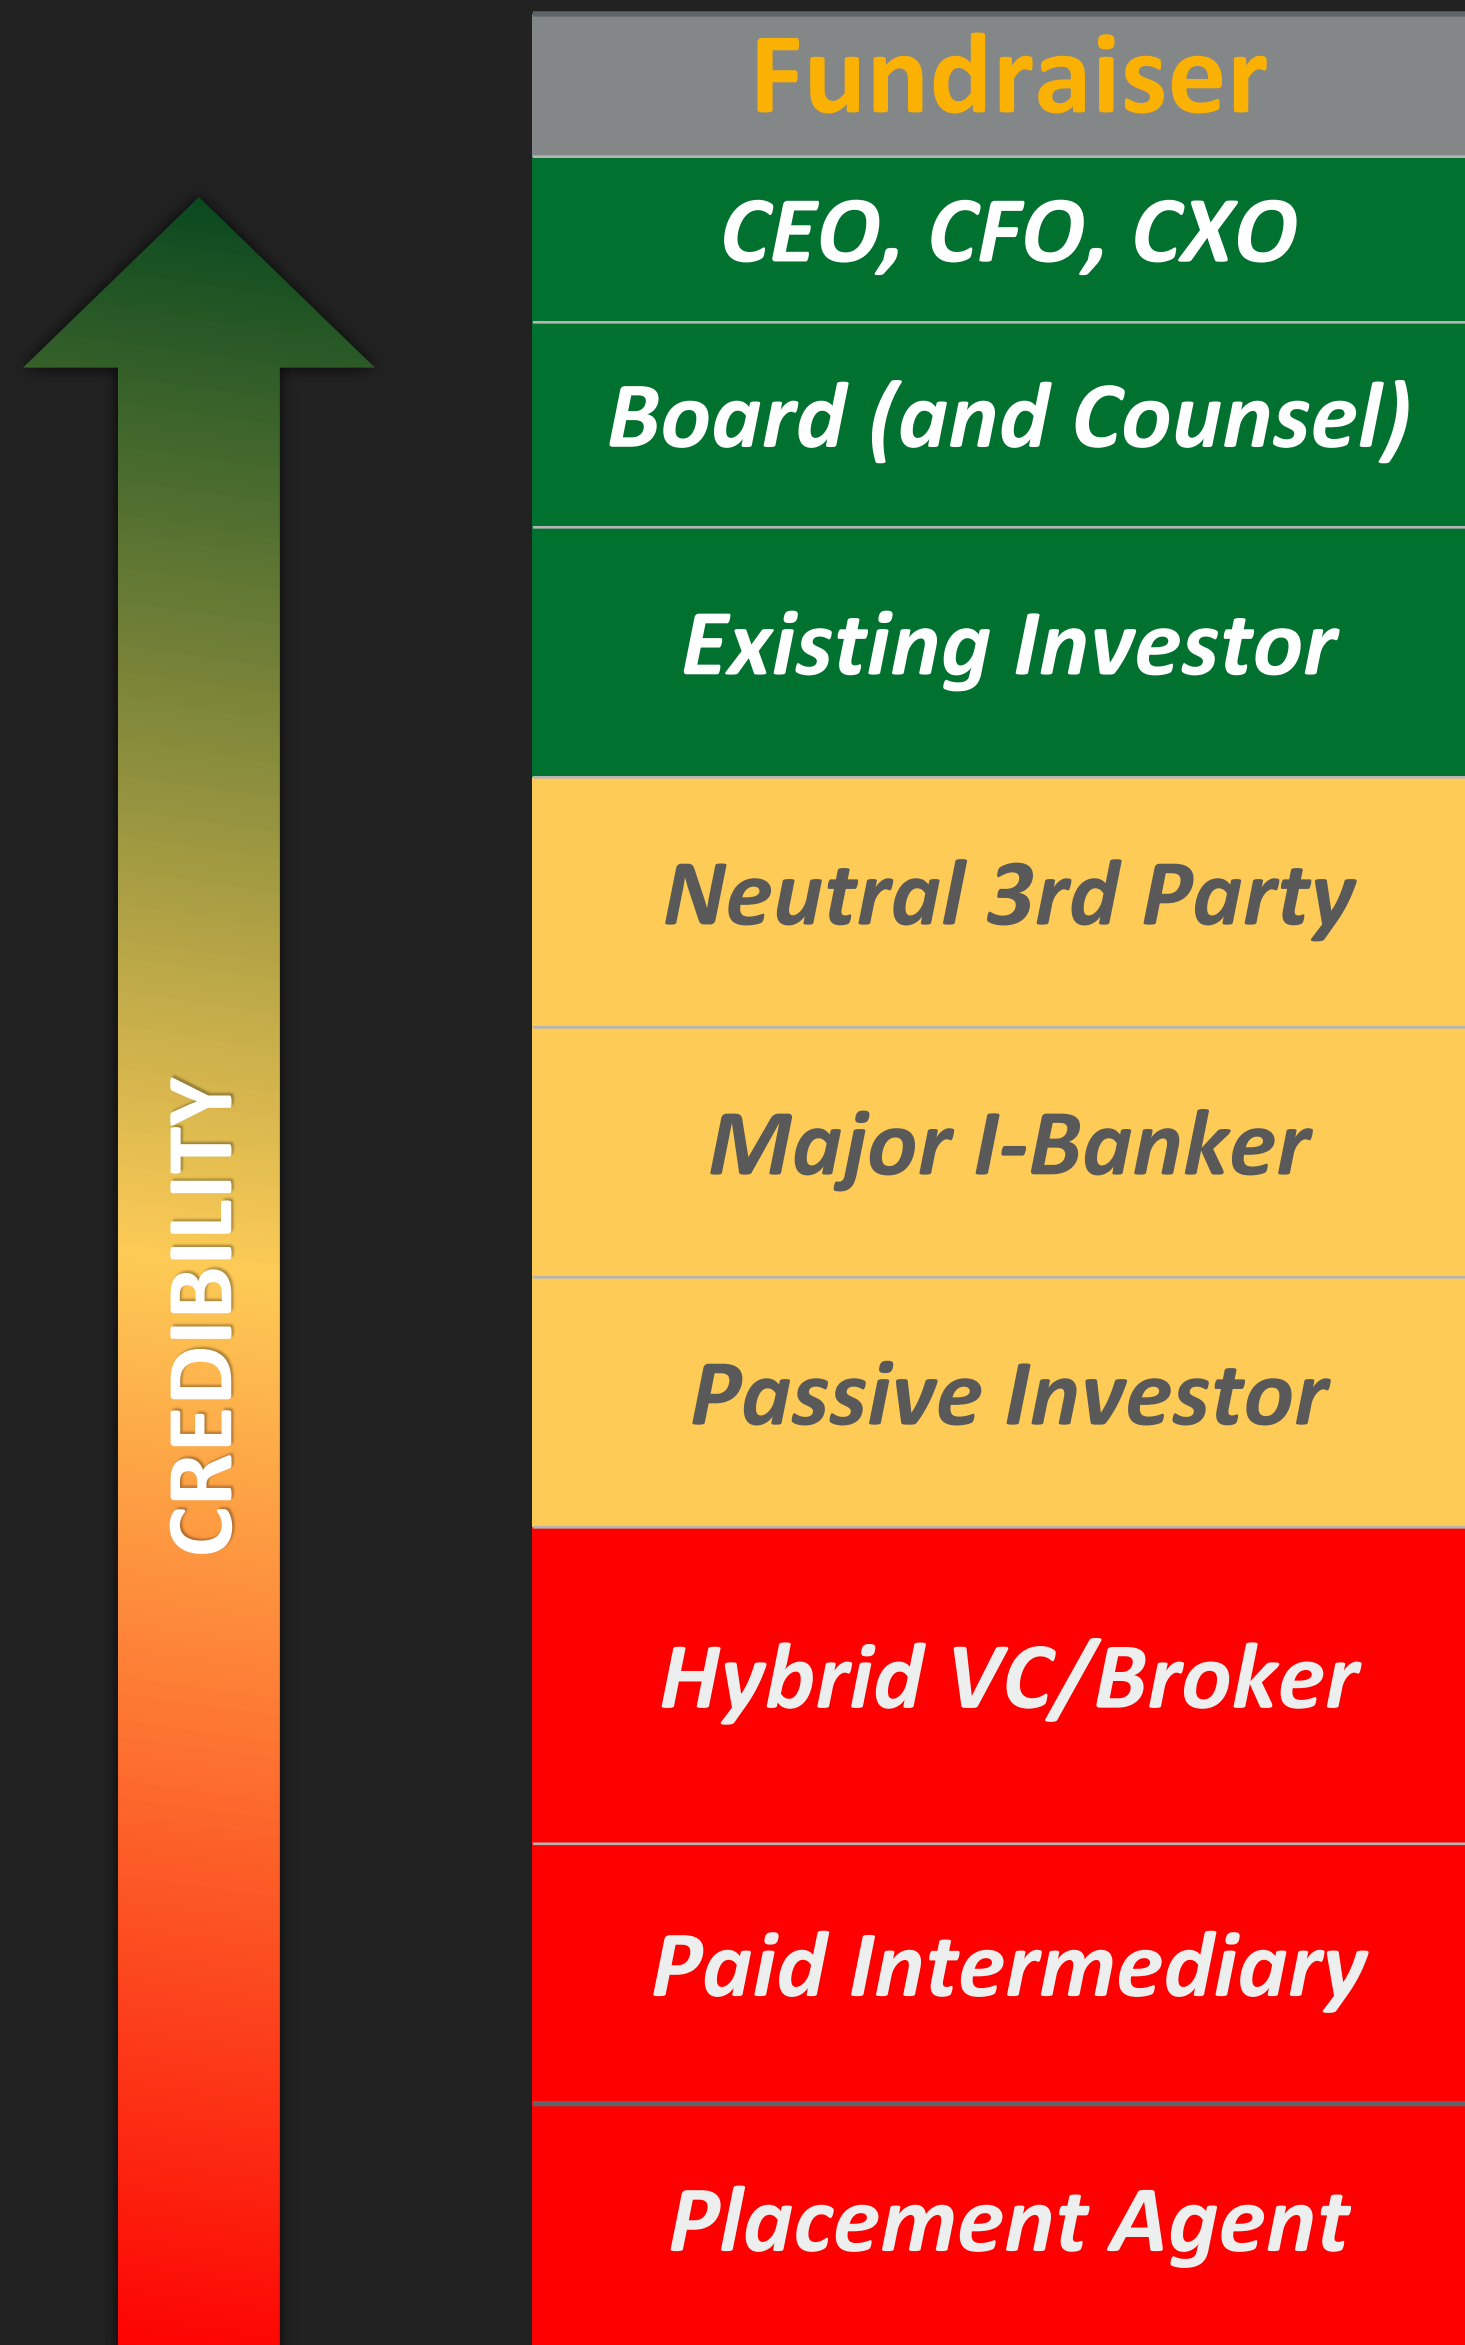 Fundraiser
CEO, CFO, CXO
Board (and Counsel)
Existing Investor
Neutral 3rd Party
Major I-Banker
Passive Investor
Hybrid VC/Broker
Paid Intermediary
Placement Agent
CREDIBILITY